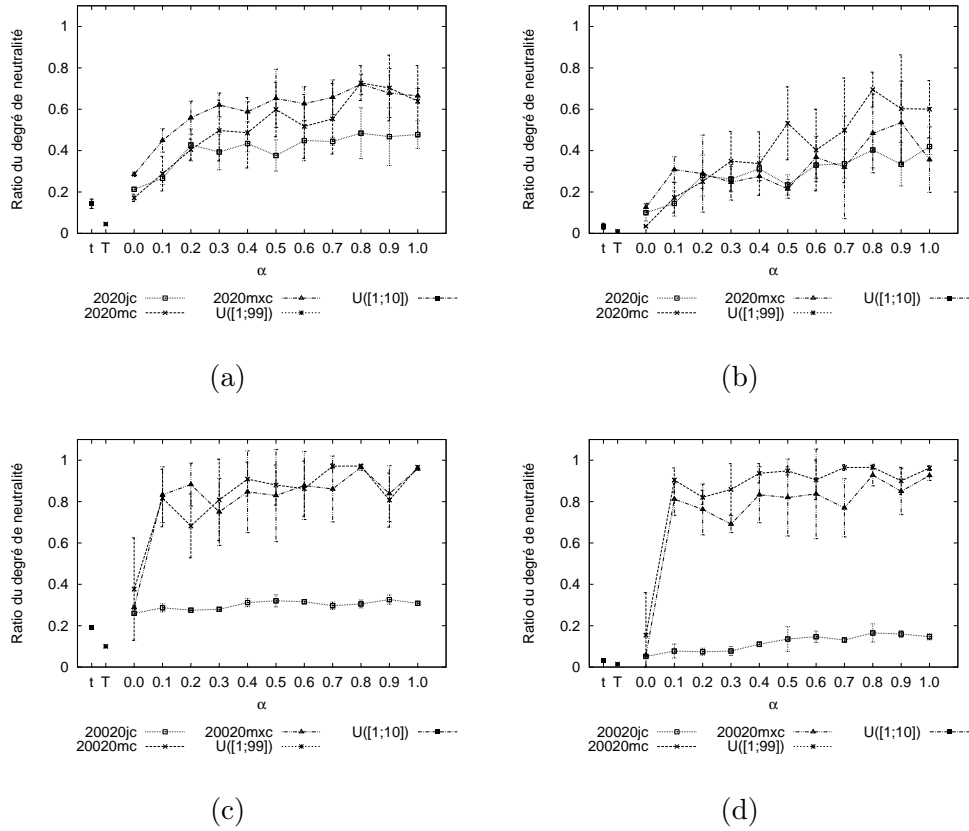 Ratio du degré de neutralité
1
0.8
0.6
0.4
0.2
0
t T 0.0 0.1 0.2 0.3 0.4 0.5 0.6 0.7 0.8 0.9 1.0
α
2020jc 2020mxc U([1;10])
2020mc U([1;99])
(a)
Ratio du degré de neutralité
1
0.8
0.6
0.4
0.2
0
t T 0.0 0.1 0.2 0.3 0.4 0.5 0.6 0.7 0.8 0.9 1.0
α
2020jc 2020mxc U([1;10])
2020mc U([1;99])
(b)
Ratio du degré de neutralité
1
0.8
0.6
0.4
0.2
0
t T 0.0 0.1 0.2 0.3 0.4 0.5 0.6 0.7 0.8 0.9 1.0
α
20020jc 20020mxc U([1;10])
20020mc U([1;99])
(c)
Ratio du degré de neutralité
1
0.8
0.6
0.4
0.2
0
t T 0.0 0.1 0.2 0.3 0.4 0.5 0.6 0.7 0.8 0.9 1.0
α
20020jc 20020mxc U([1;10])
20020mc U([1;99])
(d)